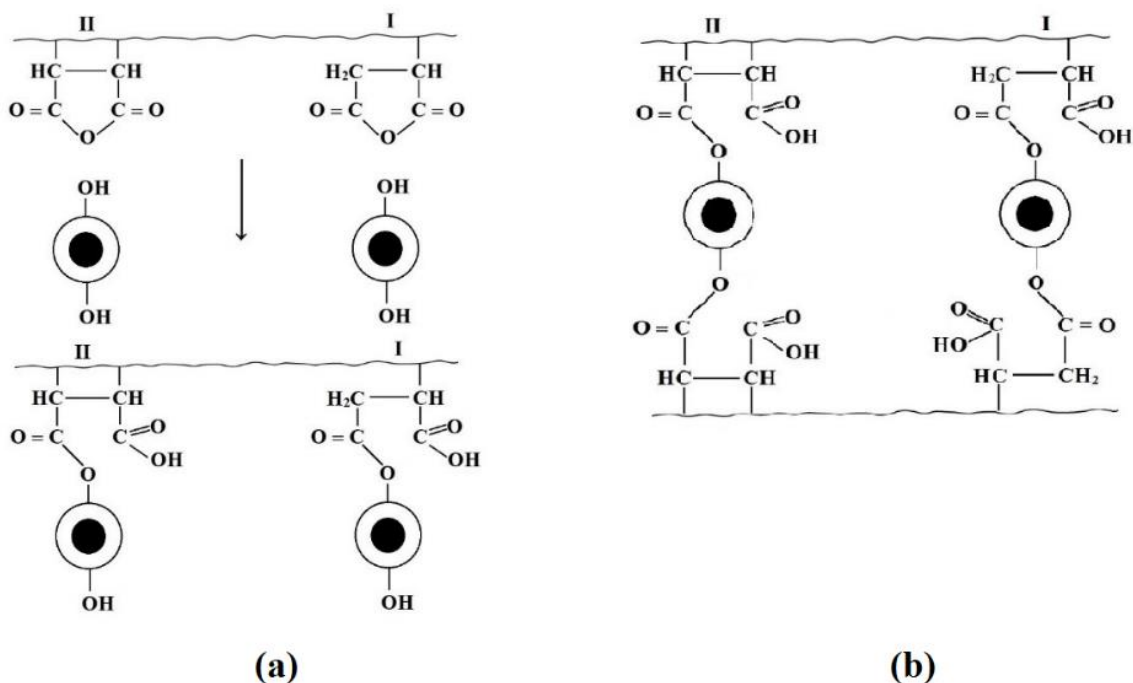 II I
HC CH H₂C CH
O = C C = O O = C C = O
O O
OH OH
OH OH
II I
HC CH H₂C CH
O = C C O O = C C O
OH OH
O O
OH OH
(a)
II I
HC CH H₂C CH
O = C C O O = C C O
OH OH
O O
O O
O = C C O O C C = O
OH HO
HC CH HC CH₂
(b)